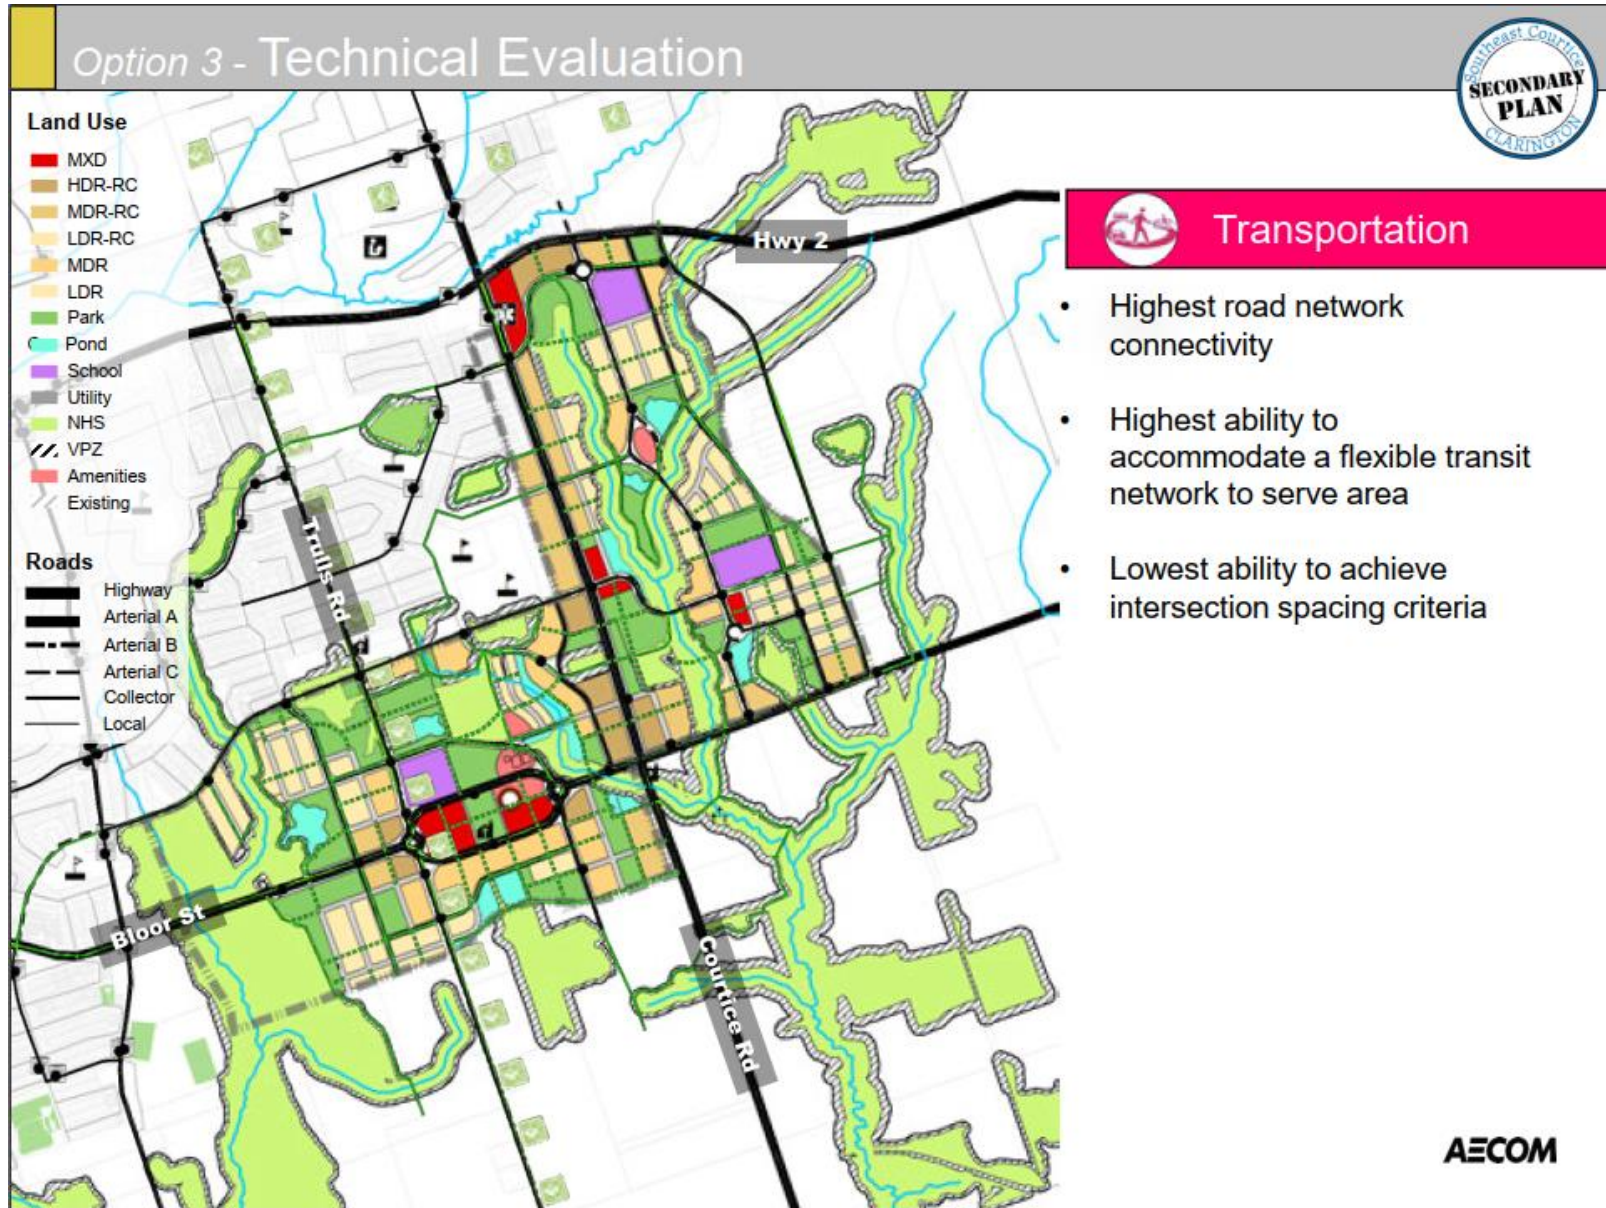 Option 3 - Technical Evaluation
Southeast Courtice
SECONDARY
PLAN
CLARINGTON
Land Use
MXD
HDR-RC
MDR-RC
LDR-RC
MDR
LDR
Park
Pond
School
Utility
NHS
VPZ
Amenities
Existing
Roads
Highway
Arterial A
Arterial B
Arterial C
Collector
Local
Hwy 2
Trulls Rd
Bloor St
Courtice Rd
Transportation
• Highest road network
connectivity
• Highest ability to
accommodate a flexible transit
network to serve area
• Lowest ability to achieve
intersection spacing criteria
AECOM